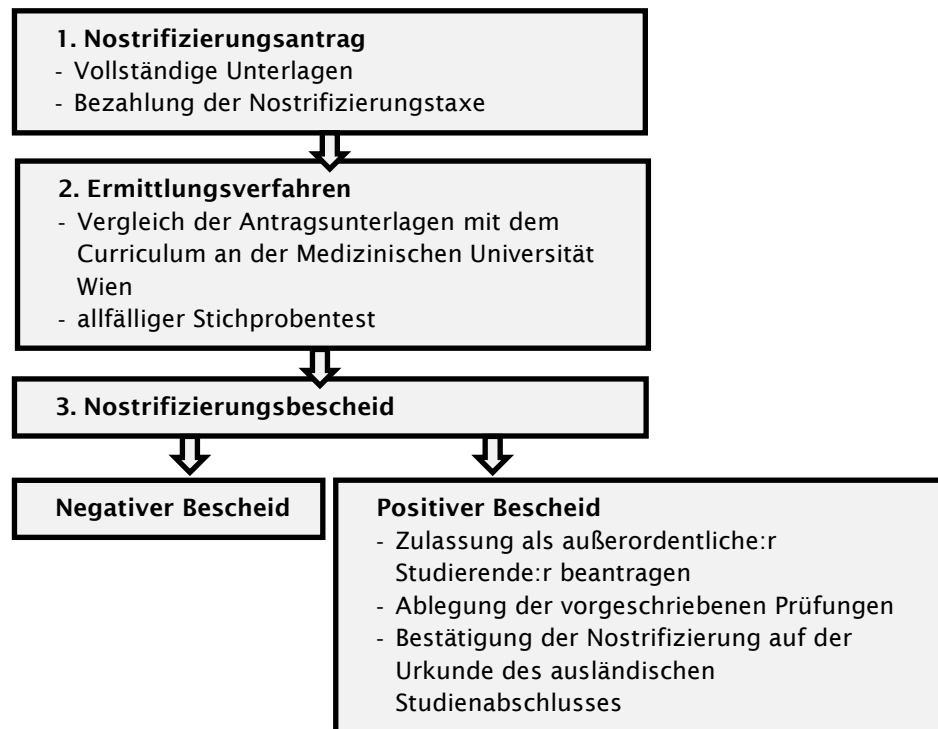 1. Nostrifizierungsantrag
- Vollständige Unterlagen
- Bezahlung der Nostrifizierungstaxe
2. Ermittlungsverfahren
- Vergleich der Antragsunterlagen mit dem
Curriculum an der Medizinischen Universität
Wien
- allfälliger Stichprobentest
3. Nostrifizierungsbescheid
Negativer Bescheid
Positiver Bescheid
- Zulassung als außerordentliche:r
Studierende:r beantragen
- Ablegung der vorgeschriebenen Prüfungen
- Bestätigung der Nostrifizierung auf der
Urkunde des ausländischen
Studienabschlusses